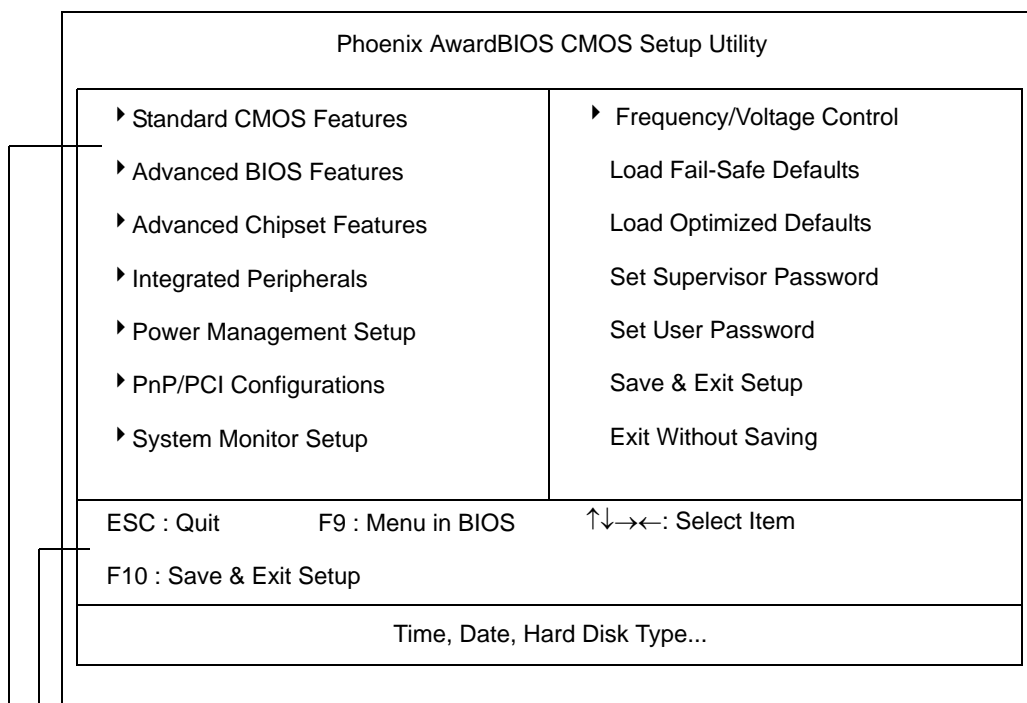 Phoenix AwardBIOS CMOS Setup Utility
Standard CMOS Features
Advanced BIOS Features
Advanced Chipset Features
Integrated Peripherals
Power Management Setup
PnP/PCI Configurations
System Monitor Setup
Frequency/Voltage Control
Load Fail-Safe Defaults
Load Optimized Defaults
Set Supervisor Password
Set User Password
Save & Exit Setup
Exit Without Saving
ESC : Quit F9 : Menu in BIOS ↑↓→←: Select Item
F10 : Save & Exit Setup
Time, Date, Hard Disk Type...